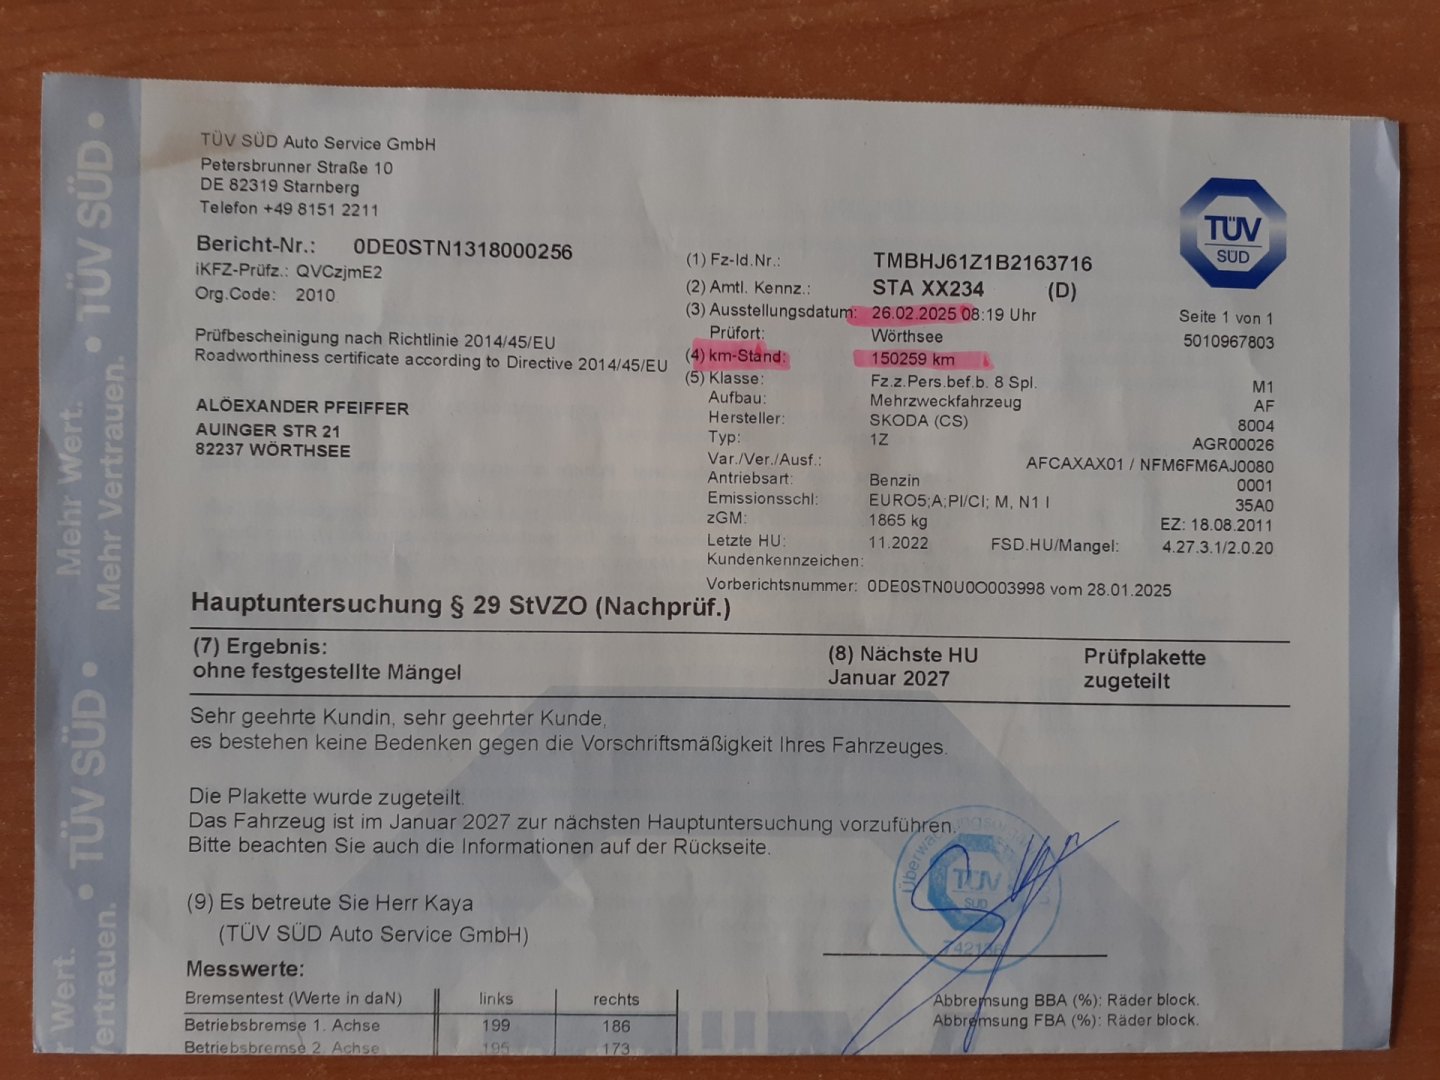 TÜV SÜD Auto Service GmbH
Petersbrunner Straße 10
DE 82319 Starnberg
Telefon +49 8151 2211
Bericht-Nr.: 0DE0STN1318000256
iKFZ-Prüfz.: QVCzjmE2
Org.Code: 2010
Prüfbescheinigung nach Richtlinie 2014/45/EU
Roadworthiness certificate according to Directive 2014/45/EU
ALÖEXANDER PFEIFFER
AUINGER STR 21
82237 WÖRTHSEE
TÜV SÜD
(1) Fz-Id.Nr.: TMBHJ61Z1B2163716
(2) Amtl. Kennz.: STA XX234 (D)
(3) Ausstellungsdatum: 26.02.2025 08:19 Uhr Seite 1 von 1
Prüfort: Wörthsee 5010967803
(4) km-Stand: 150259 km
(5) Klasse: Fz.z.Pers.bef.b. 8 Spl. M1
Aufbau: Mehrzweckfahrzeug AF
Hersteller: SKODA (CS) 8004
Typ: 1Z AGR00026
Var./Ver./Ausf.: AFCAXAX01 / NFM6FM6AJ0080
Antriebsart: Benzin 0001
Emissionsschl: EURO5;A;PI/CI; M, N1 I 35A0
zGM: 1865 kg EZ: 18.08.2011
Letzte HU: 11.2022 FSD.HU/Mangel: 4.27.3.1/2.0.20
Kundenkennzeichen:
Vorberichtsnummer: 0DE0STN0U0O003998 vom 28.01.2025
Hauptuntersuchung § 29 StVZO (Nachprüf.)
(7) Ergebnis: (8) Nächste HU Prüfplakette
ohne festgestellte Mängel Januar 2027 zugeteilt
Sehr geehrte Kundin, sehr geehrter Kunde,
es bestehen keine Bedenken gegen die Vorschriftsmäßigkeit Ihres Fahrzeuges.
Die Plakette wurde zugeteilt.
Das Fahrzeug ist im Januar 2027 zur nächsten Hauptuntersuchung vorzuführen.
Bitte beachten Sie auch die Informationen auf der Rückseite.
(9) Es betreute Sie Herr Kaya
(TÜV SÜD Auto Service GmbH)
TÜV
SÜD
Messwerte:
Bremsentest (Werte in daN) links rechts
Betriebsbremse 1. Achse 199 186
Betriebsbremse 2. Achse 195 173
Abbremsung BBA (%): Räder block.
Abbremsung FBA (%): Räder block.
Mehr Wert.
Mehr Vertrauen.
• TÜV SÜD •
• TÜV SÜD •
r Wert.
ertrauen.